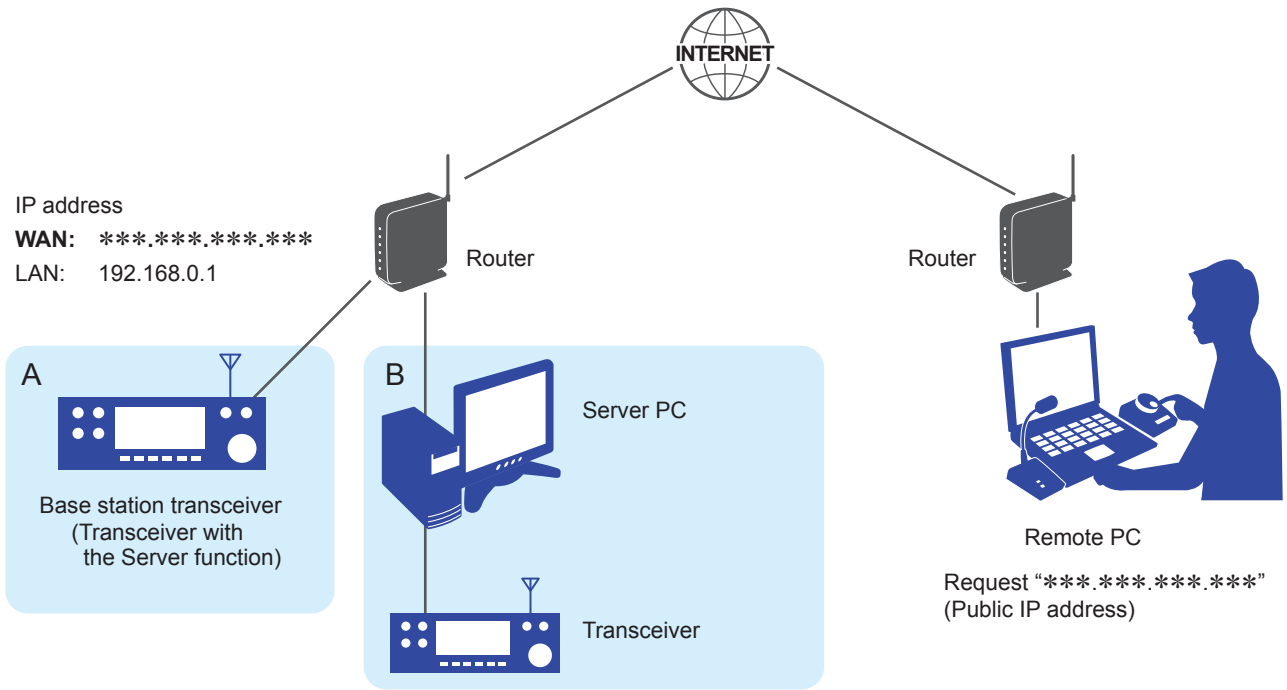 INTERNET
IP address
WAN: ***.***.***.***
LAN: 192.168.0.1
Router
Router
A
Base station transceiver
(Transceiver with
the Server function)
B
Server PC
Transceiver
Remote PC
Request “***.***.***.***”
(Public IP address)